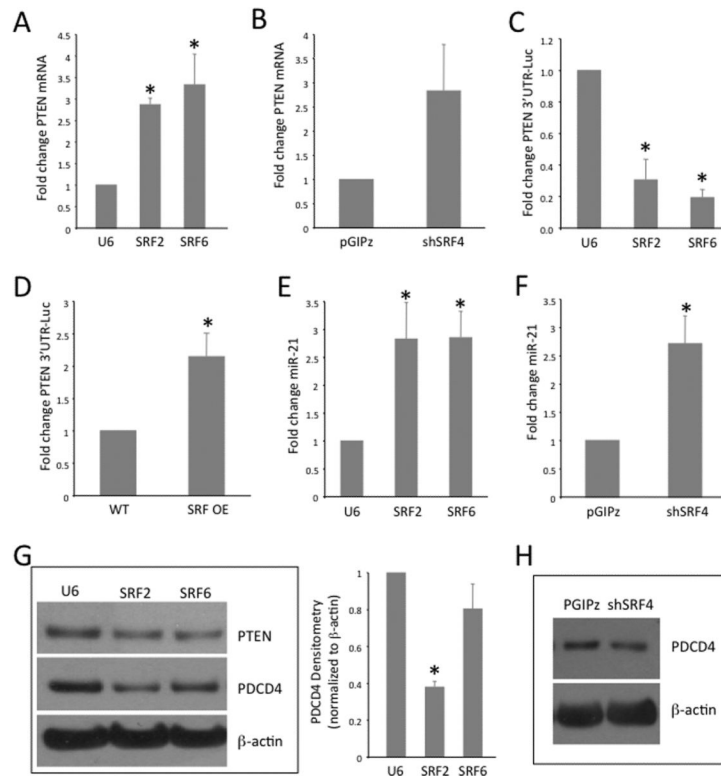 A
Fold change PTEN mRNA
4.5
4
3.5
3
2.5
2
1.5
1
0.5
0
*
*
U6 SRF2 SRF6
B
Fold change PTEN mRNA
4
3.5
3
2.5
2
1.5
1
0.5
0
pGIPz shSRF4
C
Fold change PTEN 3'UTR-Luc
1.2
1.0
0.8
0.6
0.4
0.2
0.0
*
*
U6 SRF2 SRF6
D
Fold change PTEN 3'UTR-Luc
3
2.5
2
1.5
1
0.5
0
*
WT SRF OE
E
Fold change miR-21
3.5
3
2.5
2
1.5
1
0.5
0
*
*
U6 SRF2 SRF6
F
Fold change miR-21
3.5
3
2.5
2
1.5
1
0.5
0
*
pGIPz shSRF4
G
U6 SRF2 SRF6
PTEN
PDCD4
β-actin
PDCD4 Densitometry
(normalized to β-actin)
1
0.8
0.6
0.4
0.2
0
*
U6 SRF2 SRF6
H
PGIPz shSRF4
PDCD4
β-actin